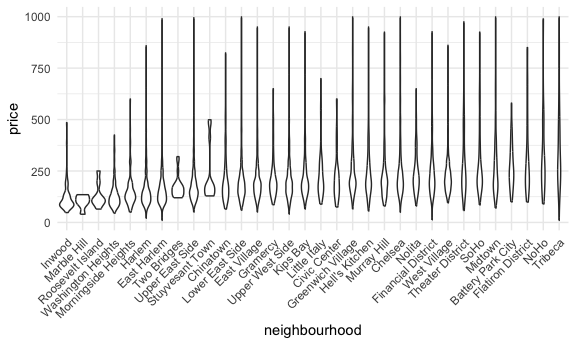 1000
750
500
250
0
price
Inwood
Marble Hill
Roosevelt Island
Washington Heights
Morningside Heights
Harlem
East Harlem
Two Bridges
Upper East Side
Stuyvesant Town
Chinatown
Lower East Side
East Village
Gramercy
Upper West Side
Kips Bay
Little Italy
Civic Center
Greenwich Village
Hell's Kitchen
Murray Hill
Chelsea
Nolita
Financial District
West Village
Theater District
SoHo
Midtown
Battery Park City
Flatiron District
NoHo
Tribeca
neighbourhood